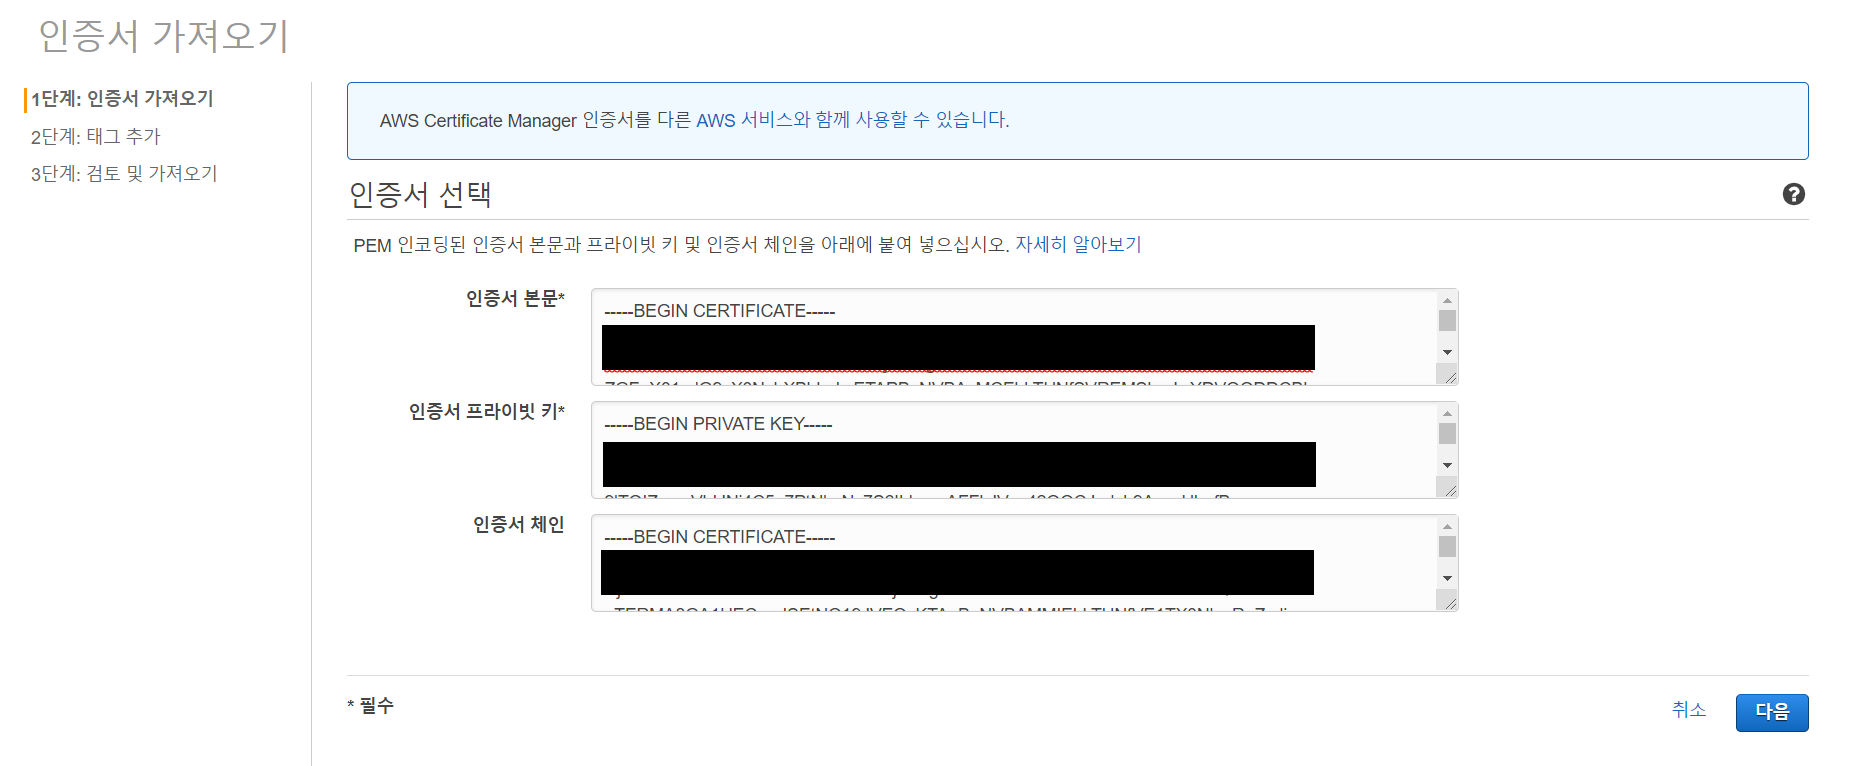 인증서 가져오기
1단계: 인증서 가져오기
2단계: 태그 추가
3단계: 검토 및 가져오기
AWS Certificate Manager 인증서를 다른 AWS 서비스와 함께 사용할 수 있습니다.
인증서 선택
PEM 인코딩된 인증서 본문과 프라이빗 키 및 인증서 체인을 아래에 붙여 넣으십시오. 자세히 알아보기
인증서 본문*
-----BEGIN CERTIFICATE-----
인증서 프라이빗 키*
-----BEGIN PRIVATE KEY-----
인증서 체인
-----BEGIN CERTIFICATE-----
* 필수
취소
다음